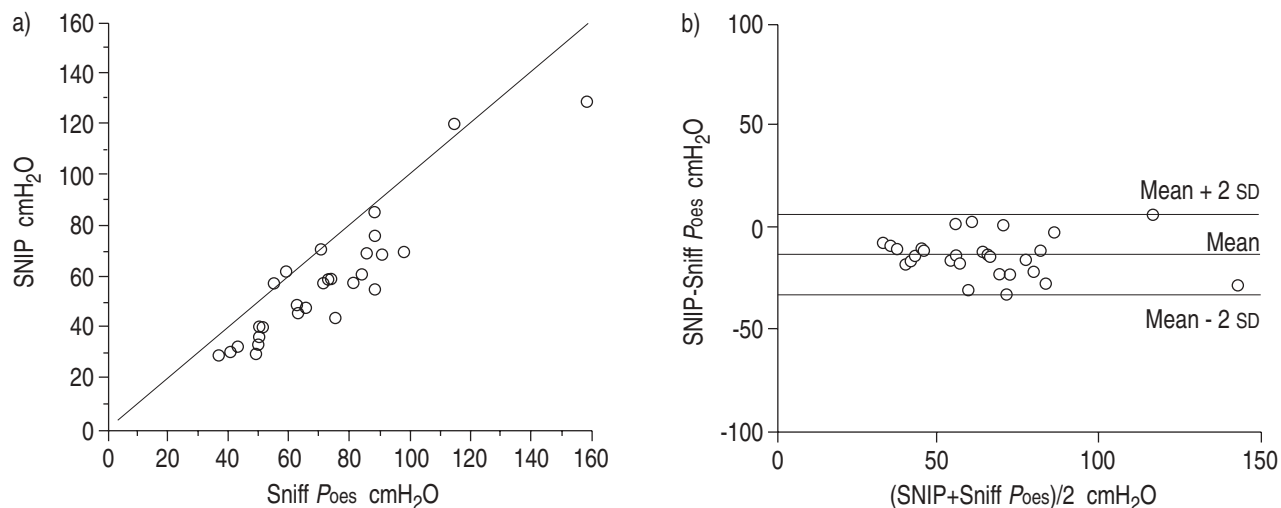 a)
160
140
120
100
80
60
40
20
0
SNIP cmH₂O
0 20 40 60 80 100 120 140 160
Sniff Poes cmH₂O
b)
100
50
0
-50
-100
SNIP-Sniff Poes cmH₂O
Mean + 2 SD
Mean
Mean - 2 SD
0 50 100 150
(SNIP+Sniff Poes)/2 cmH₂O